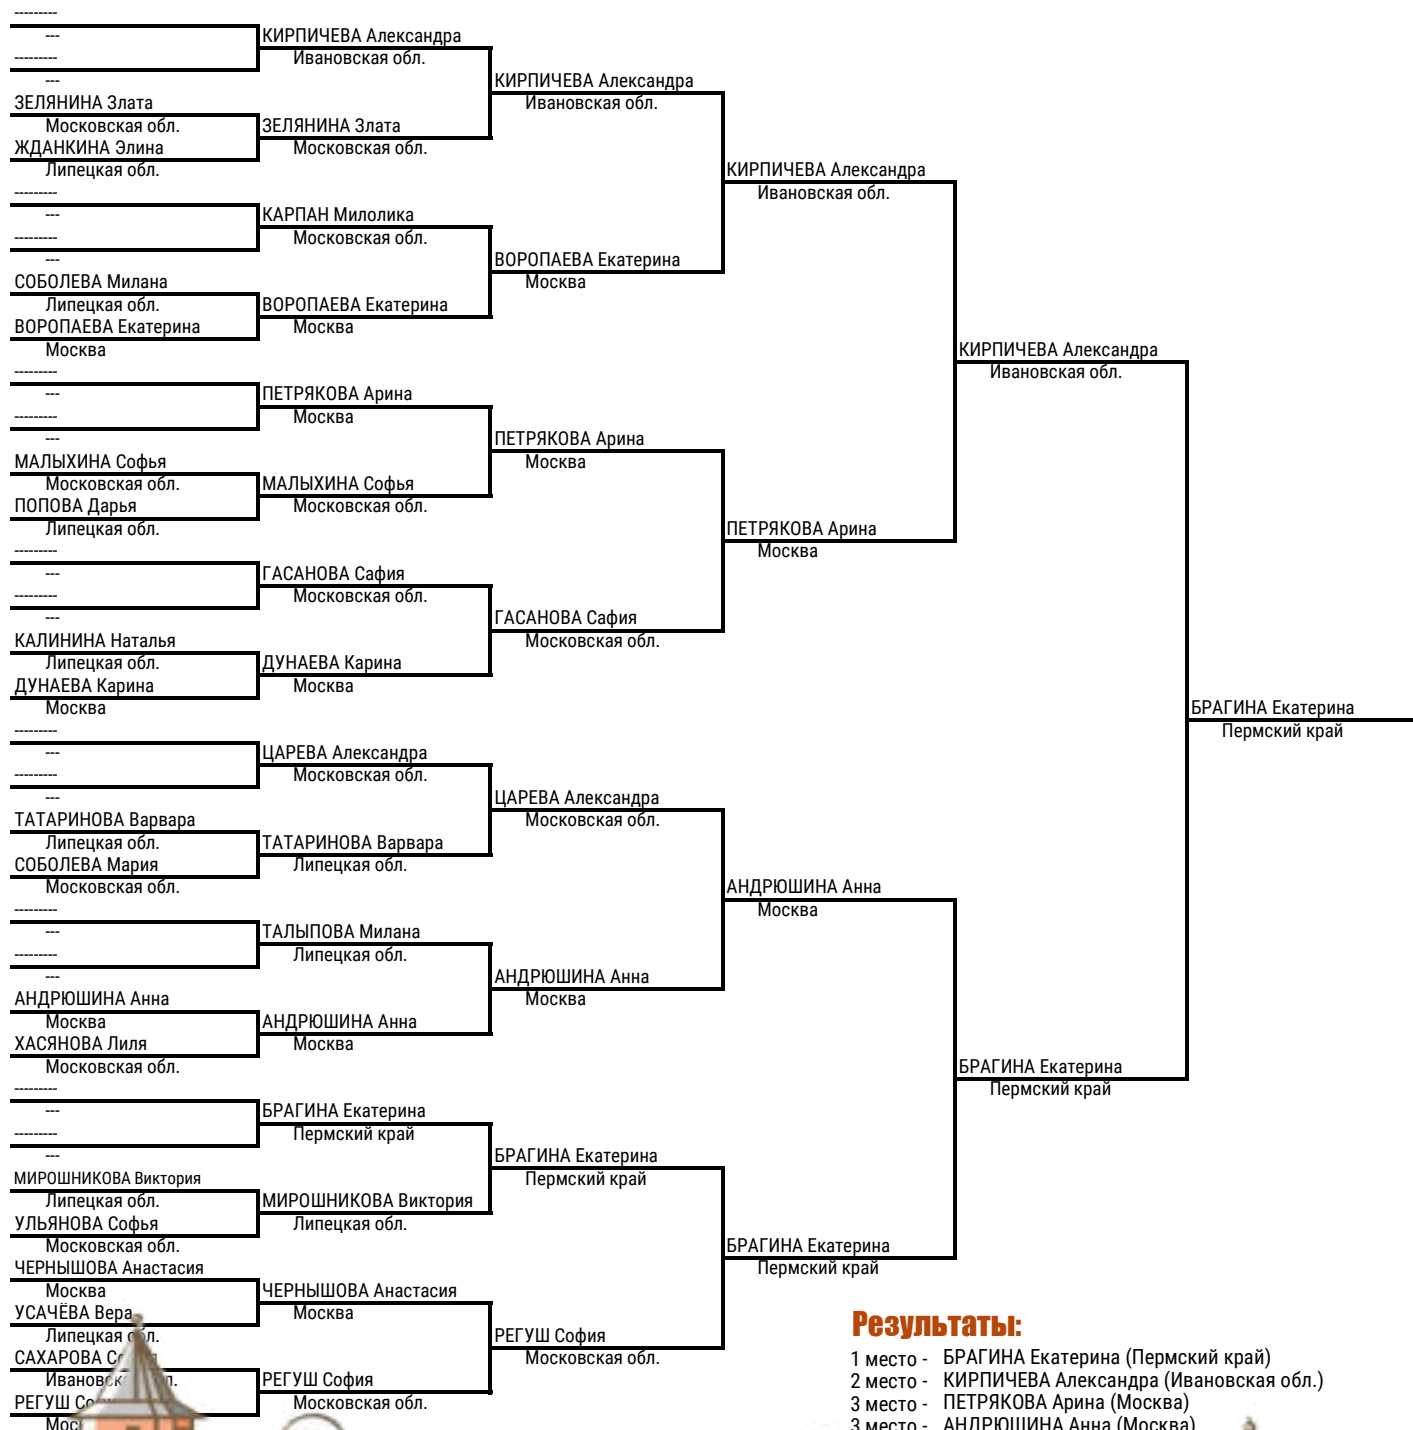 ---------
---
---------
---
ЗЕЛЯНИНА Злата
Московская обл.
ЖДАНКИНА Элина
Липецкая обл.
---------
---
---------
---
СОБОЛЕВА Милана
Липецкая обл.
ВОРОПАЕВА Екатерина
Москва
---------
---
---------
---
МАЛЫХИНА Софья
Московская обл.
ПОПОВА Дарья
Липецкая обл.
---------
---
---------
---
КАЛИНИНА Наталья
Липецкая обл.
ДУНАЕВА Карина
Москва
---------
---
---------
---
ТАТАРИНОВА Варвара
Липецкая обл.
СОБОЛЕВА Мария
Московская обл.
---------
---
---------
---
АНДРЮШИНА Анна
Москва
ХАСЯНОВА Лиля
Московская обл.
---------
---
---------
---
МИРОШНИКОВА Виктория
Липецкая обл.
УЛЬЯНОВА Софья
Московская обл.
ЧЕРНЫШОВА Анастасия
Москва
УСАЧЁВА Вера
Липецкая
САХАРОВА
РЕГУШ
КИРПИЧЕВА Александра
Ивановская обл.
ЗЕЛЯНИНА Злата
Московская обл.
КАРПАН Милолика
Московская обл.
ВОРОПАЕВА Екатерина
Москва
ПЕТРЯКОВА Арина
Москва
МАЛЫХИНА Софья
Московская обл.
ГАСАНОВА Сафия
Московская обл.
ДУНАЕВА Карина
Москва
ЦАРЕВА Александра
Московская обл.
ТАТАРИНОВА Варвара
Липецкая обл.
ТАЛЫПОВА Милана
Липецкая обл.
АНДРЮШИНА Анна
Москва
БРАГИНА Екатерина
Пермский край
МИРОШНИКОВА Виктория
Липецкая обл.
ЧЕРНЫШОВА Анастасия
Москва
РЕГУШ София
Московская обл.
КИРПИЧЕВА Александра
Ивановская обл.
ВОРОПАЕВА Екатерина
Москва
ПЕТРЯКОВА Арина
Москва
ГАСАНОВА Сафия
Московская обл.
ЦАРЕВА Александра
Московская обл.
АНДРЮШИНА Анна
Москва
БРАГИНА Екатерина
Пермский край
РЕГУШ София
Московская обл.
КИРПИЧЕВА Александра
Ивановская обл.
ПЕТРЯКОВА Арина
Москва
АНДРЮШИНА Анна
Москва
БРАГИНА Екатерина
Пермский край
КИРПИЧЕВА Александра
Ивановская обл.
БРАГИНА Екатерина
Пермский край
БРАГИНА Екатерина
Пермский край
Результаты:
1 место - БРАГИНА Екатерина (Пермский край)
2 место - КИРПИЧЕВА Александра (Ивановская обл.)
3 место - ПЕТРЯКОВА Арина (Москва)
3 место - АНДРЮШИНА Анна (Москва)